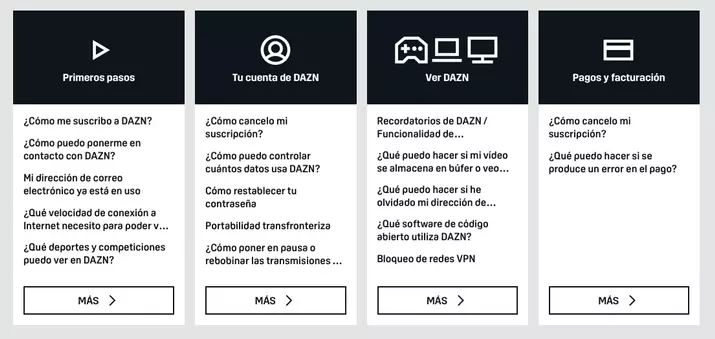 Primeros pasos
¿Cómo me suscribo a DAZN?
¿Cómo puedo ponerme en
contacto con DAZN?
Mi dirección de correo
electrónico ya está en uso
¿Qué velocidad de conexión a
Internet necesito para poder v...
¿Qué deportes y competiciones
puedo ver en DAZN?
MÁS
Tu cuenta de DAZN
¿Cómo cancelo mi
suscripción?
¿Cómo puedo controlar
cuántos datos usa DAZN?
Cómo restablecer tu
contraseña
Portabilidad transfronteriza
¿Cómo poner en pausa o
rebobinar las transmisiones ...
MÁS
Ver DAZN
Recordatorios de DAZN /
Funcionalidad de...
¿Qué puedo hacer si mi vídeo
se almacena en búfer o veo...
¿Qué puedo hacer si he
olvidado mi dirección de...
¿Qué software de código
abierto utiliza DAZN?
Bloqueo de redes VPN
MÁS
Pagos y facturación
¿Cómo cancelo mi
suscripción?
¿Qué puedo hacer si se
produce un error en el pago?
MÁS